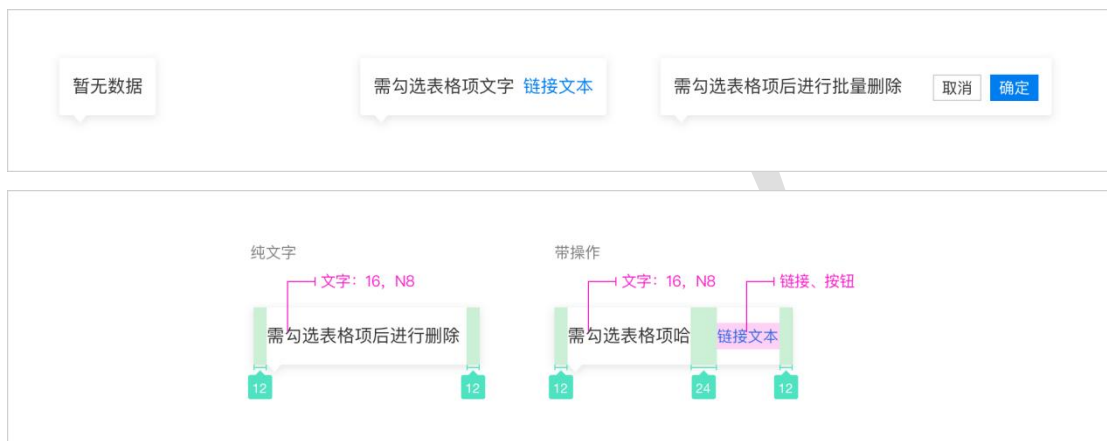 暂无数据
需勾选表格项文字 链接文本
需勾选表格项后进行批量删除 取消 确定
纯文字
带操作
文字：16，N8
文字：16，N8
链接、按钮
需勾选表格项后进行删除
需勾选表格项哈 链接文本
12 12
12 24 12